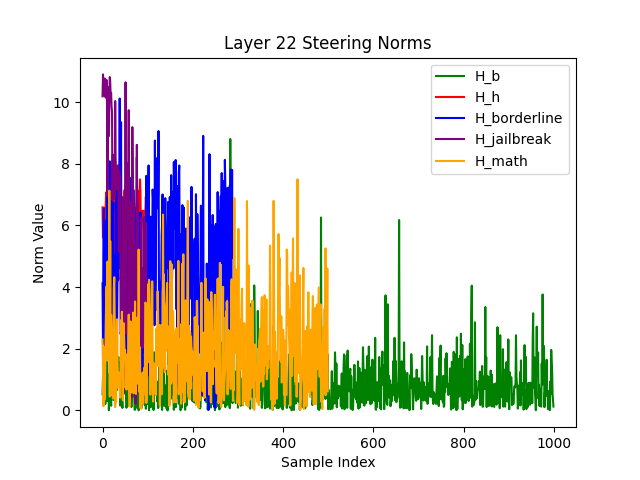 Layer 22 Steering Norms
H_b
H_h
H_borderline
H_jailbreak
H_math
10
8
6
4
2
0
Norm Value
0
200
400
600
800
1000
Sample Index